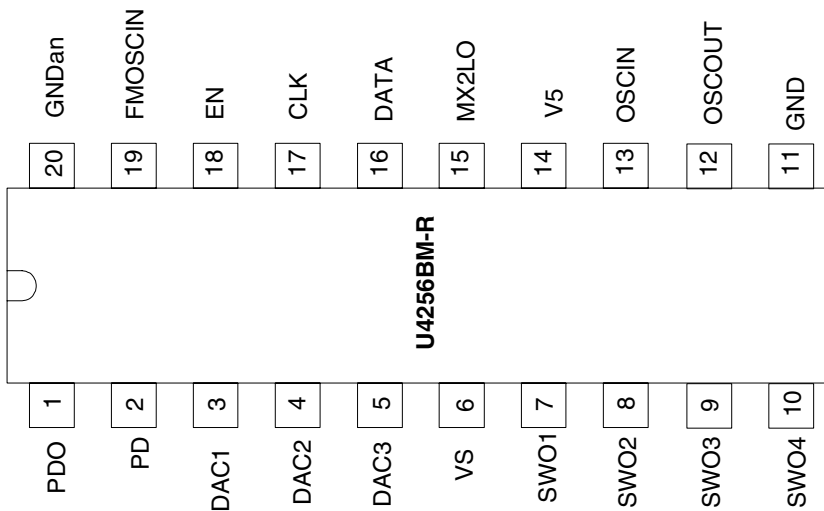 GNDan
FMOSCIN
EN
CLK
DATA
MX2LO
V5
OSCIN
OSCOUT
GND
20
19
18
17
16
15
14
13
12
11
U4256BM-R
1
2
3
4
5
6
7
8
9
10
PDO
PD
DAC1
DAC2
DAC3
VS
SWO1
SWO2
SWO3
SWO4